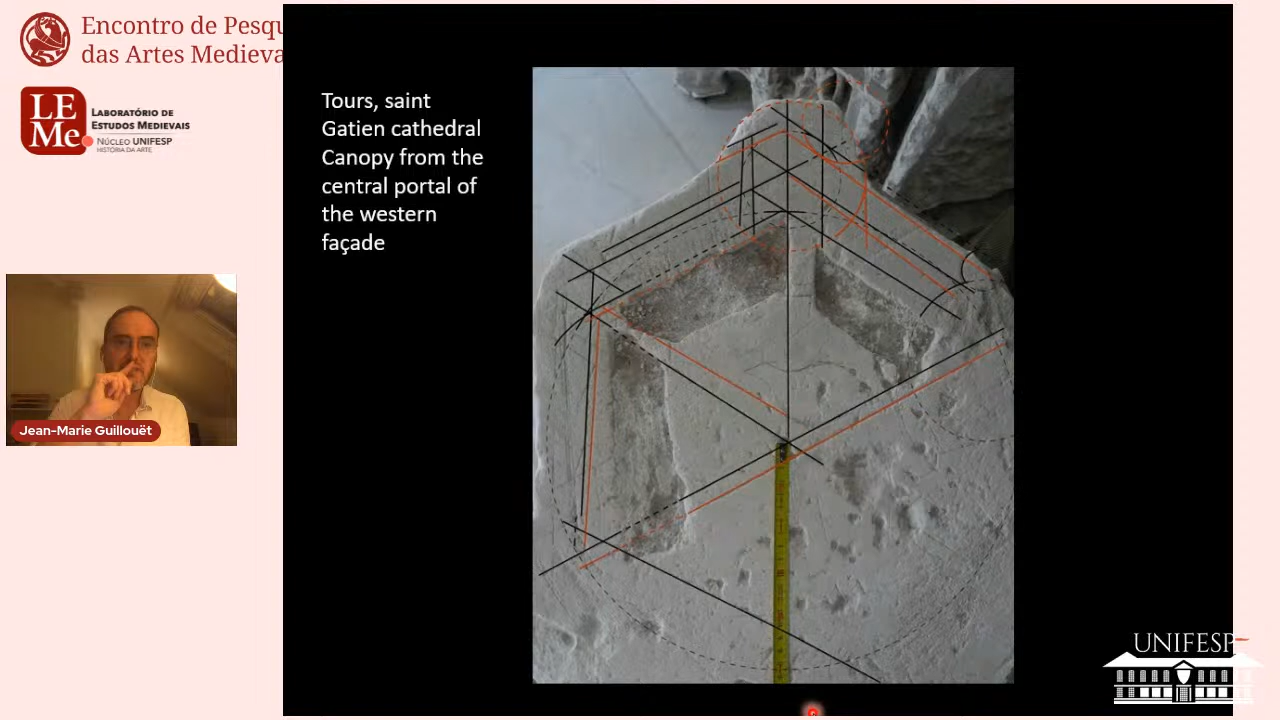 Encontro de Pesqu
das Artes Medieva
LE
Me
LABORATÓRIO DE
ESTUDOS MEDIEVAIS
NÚCLEO UNIFESP
HISTÓRIA DA ARTE
Tours, saint
Gatien cathedral
Canopy from the
central portal of
the western
façade
Jean-Marie Guillouët
UNIFESP